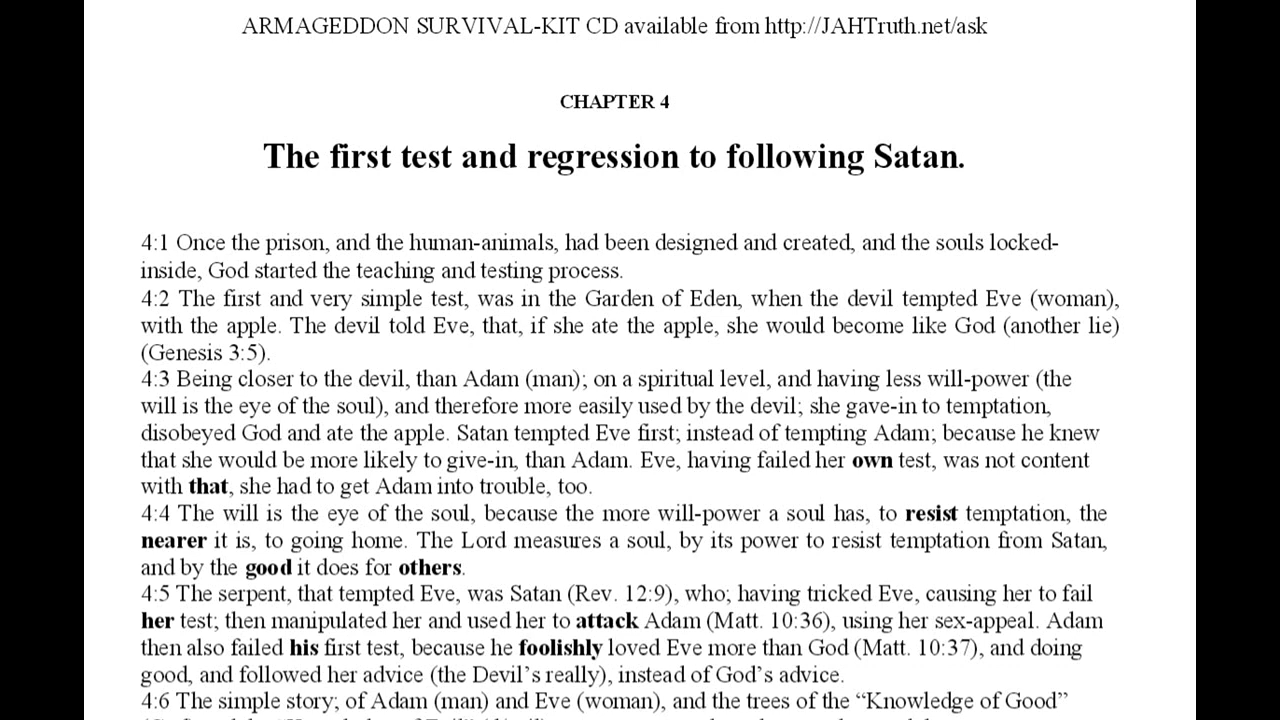 ARMAGEDDON SURVIVAL-KIT CD available from http://JAHTruth.net/ask
CHAPTER 4
The first test and regression to following Satan.
4:1 Once the prison, and the human-animals, had been designed and created, and the souls locked-
inside, God started the teaching and testing process.
4:2 The first and very simple test, was in the Garden of Eden, when the devil tempted Eve (woman),
with the apple. The devil told Eve, that, if she ate the apple, she would become like God (another lie)
(Genesis 3:5).
4:3 Being closer to the devil, than Adam (man); on a spiritual level, and having less will-power (the
will is the eye of the soul), and therefore more easily used by the devil; she gave-in to temptation,
disobeyed God and ate the apple. Satan tempted Eve first; instead of tempting Adam; because he knew
that she would be more likely to give-in, than Adam. Eve, having failed her own test, was not content
with that, she had to get Adam into trouble, too.
4:4 The will is the eye of the soul, because the more will-power a soul has, to resist temptation, the
nearer it is, to going home. The Lord measures a soul, by its power to resist temptation from Satan,
and by the good it does for others.
4:5 The serpent, that tempted Eve, was Satan (Rev. 12:9), who; having tricked Eve, causing her to fail
her test; then manipulated her and used her to attack Adam (Matt. 10:36), using her sex-appeal. Adam
then also failed his first test, because he foolishly loved Eve more than God (Matt. 10:37), and doing
good, and followed her advice (the Devil's really), instead of God's advice.
4:6 The simple story; of Adam (man) and Eve (woman), and the trees of the “Knowledge of Good”